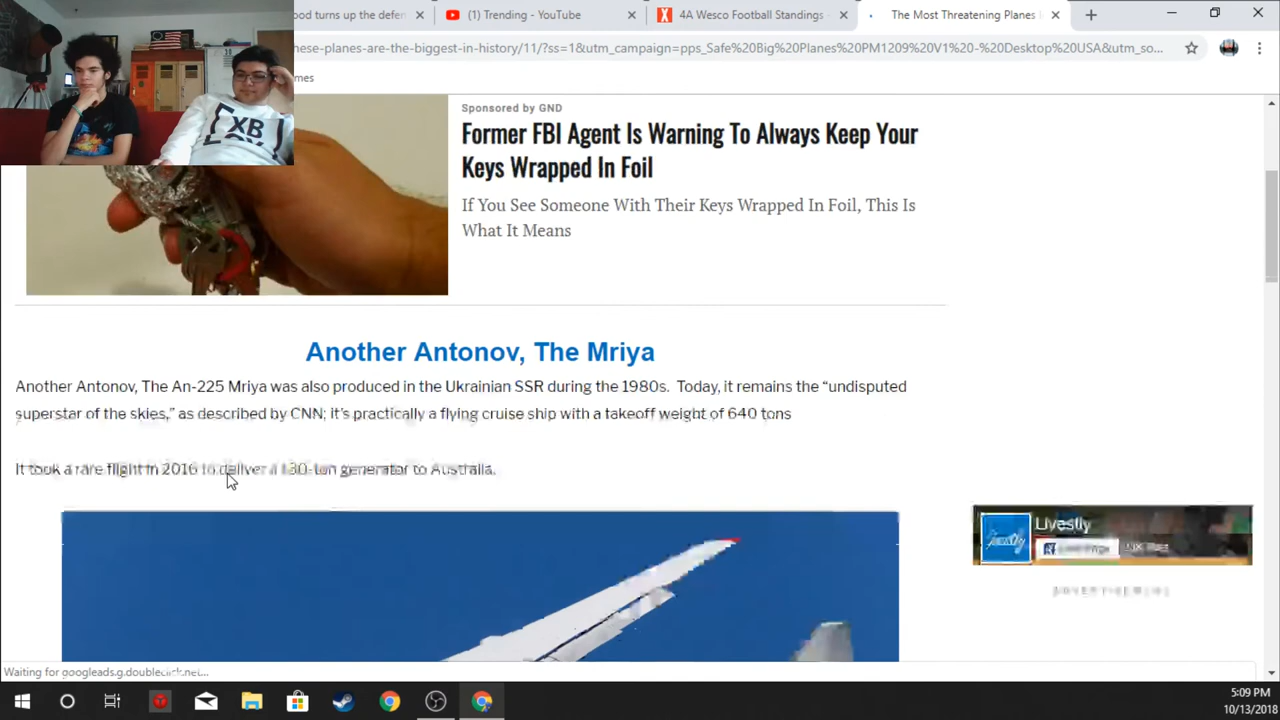 ood turns up the defen
(1) Trending - YouTube
4A Wesco Football Standings -
The Most Threatening Planes I
nese-planes-are-the-biggest-in-history/11/?ss=1&utm_campaign=pps_Safe%20Big%20Planes%20PM1209%20V1%20-%20Desktop%20USA&utm_so...
mes
XB
Sponsored by GND
Former FBI Agent Is Warning To Always Keep Your
Keys Wrapped In Foil
If You See Someone With Their Keys Wrapped In Foil, This Is
What It Means
Another Antonov, The Mriya
Another Antonov, The An-225 Mriya was also produced in the Ukrainian SSR during the 1980s. Today, it remains the “undisputed
superstar of the skies,” as described by CNN; it’s practically a flying cruise ship with a takeoff weight of 640 tons
It took a rare flight in 2016 to deliver a 130-ton generator to Australia.
Livestly
ADVERTISEMENT
Waiting for googleads.g.doubleclick.net...
5:09 PM
10/13/2018